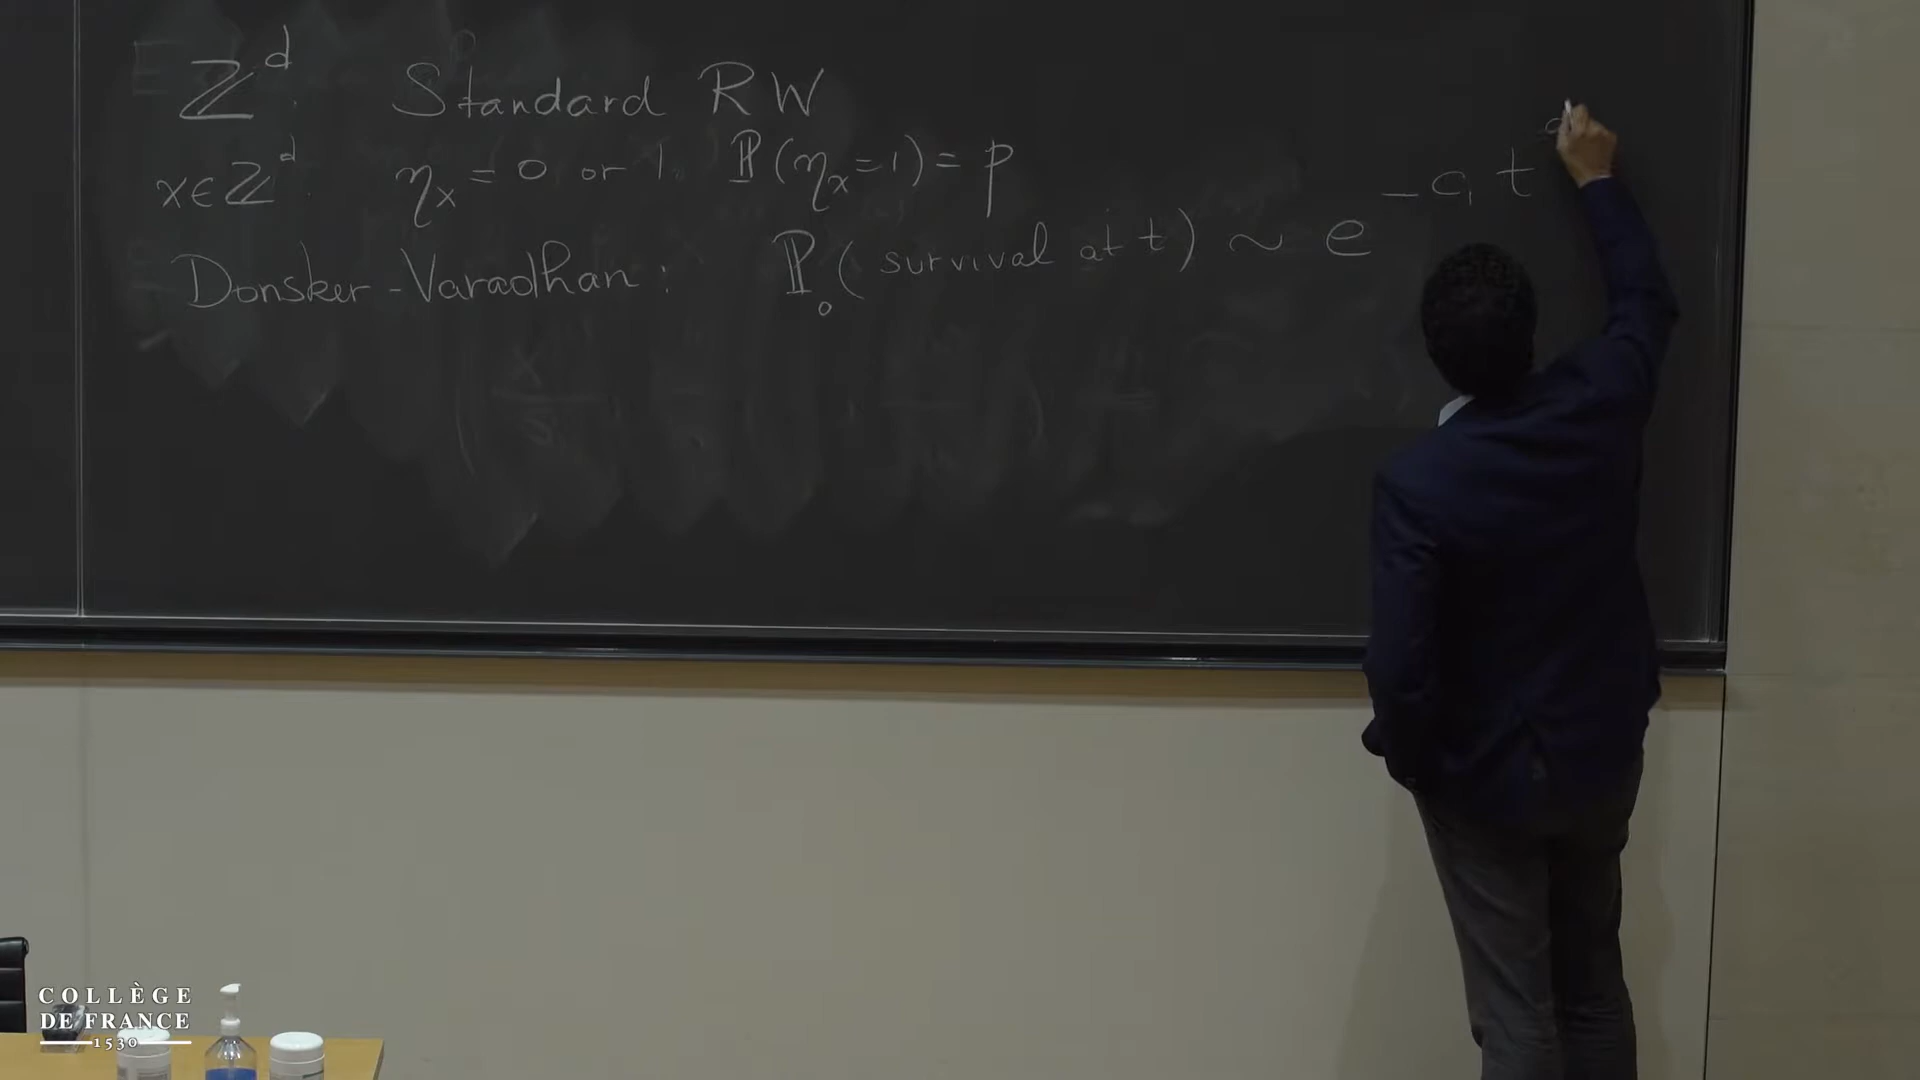 ℤ^d. Standard RW
x∈ℤ^d. η_x = 0 or 1. ℙ(η_x=1) = p
Donsker-Varadhan : ℙ_0(survival at t) ~ e^{-c_1 t
COLLÈGE
DE FRANCE
1530